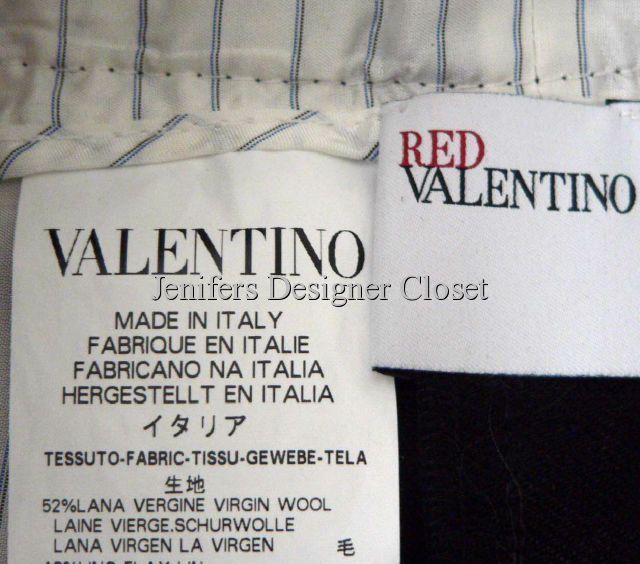 RED
VALENTINO
VALENTINO
Jenifers Designer Closet
MADE IN ITALY
FABRIQUE EN ITALIE
FABRICANO NA ITALIA
HERGESTELLT EN ITALIA
イタリア
TESSUTO-FABRIC-TISSU-GEWEBE-TELA
生地
52%LANA VERGINE VIRGIN WOOL
LAINE VIERGE.SCHURWOLLE
LANA VIRGEN LA VIRGEN 毛